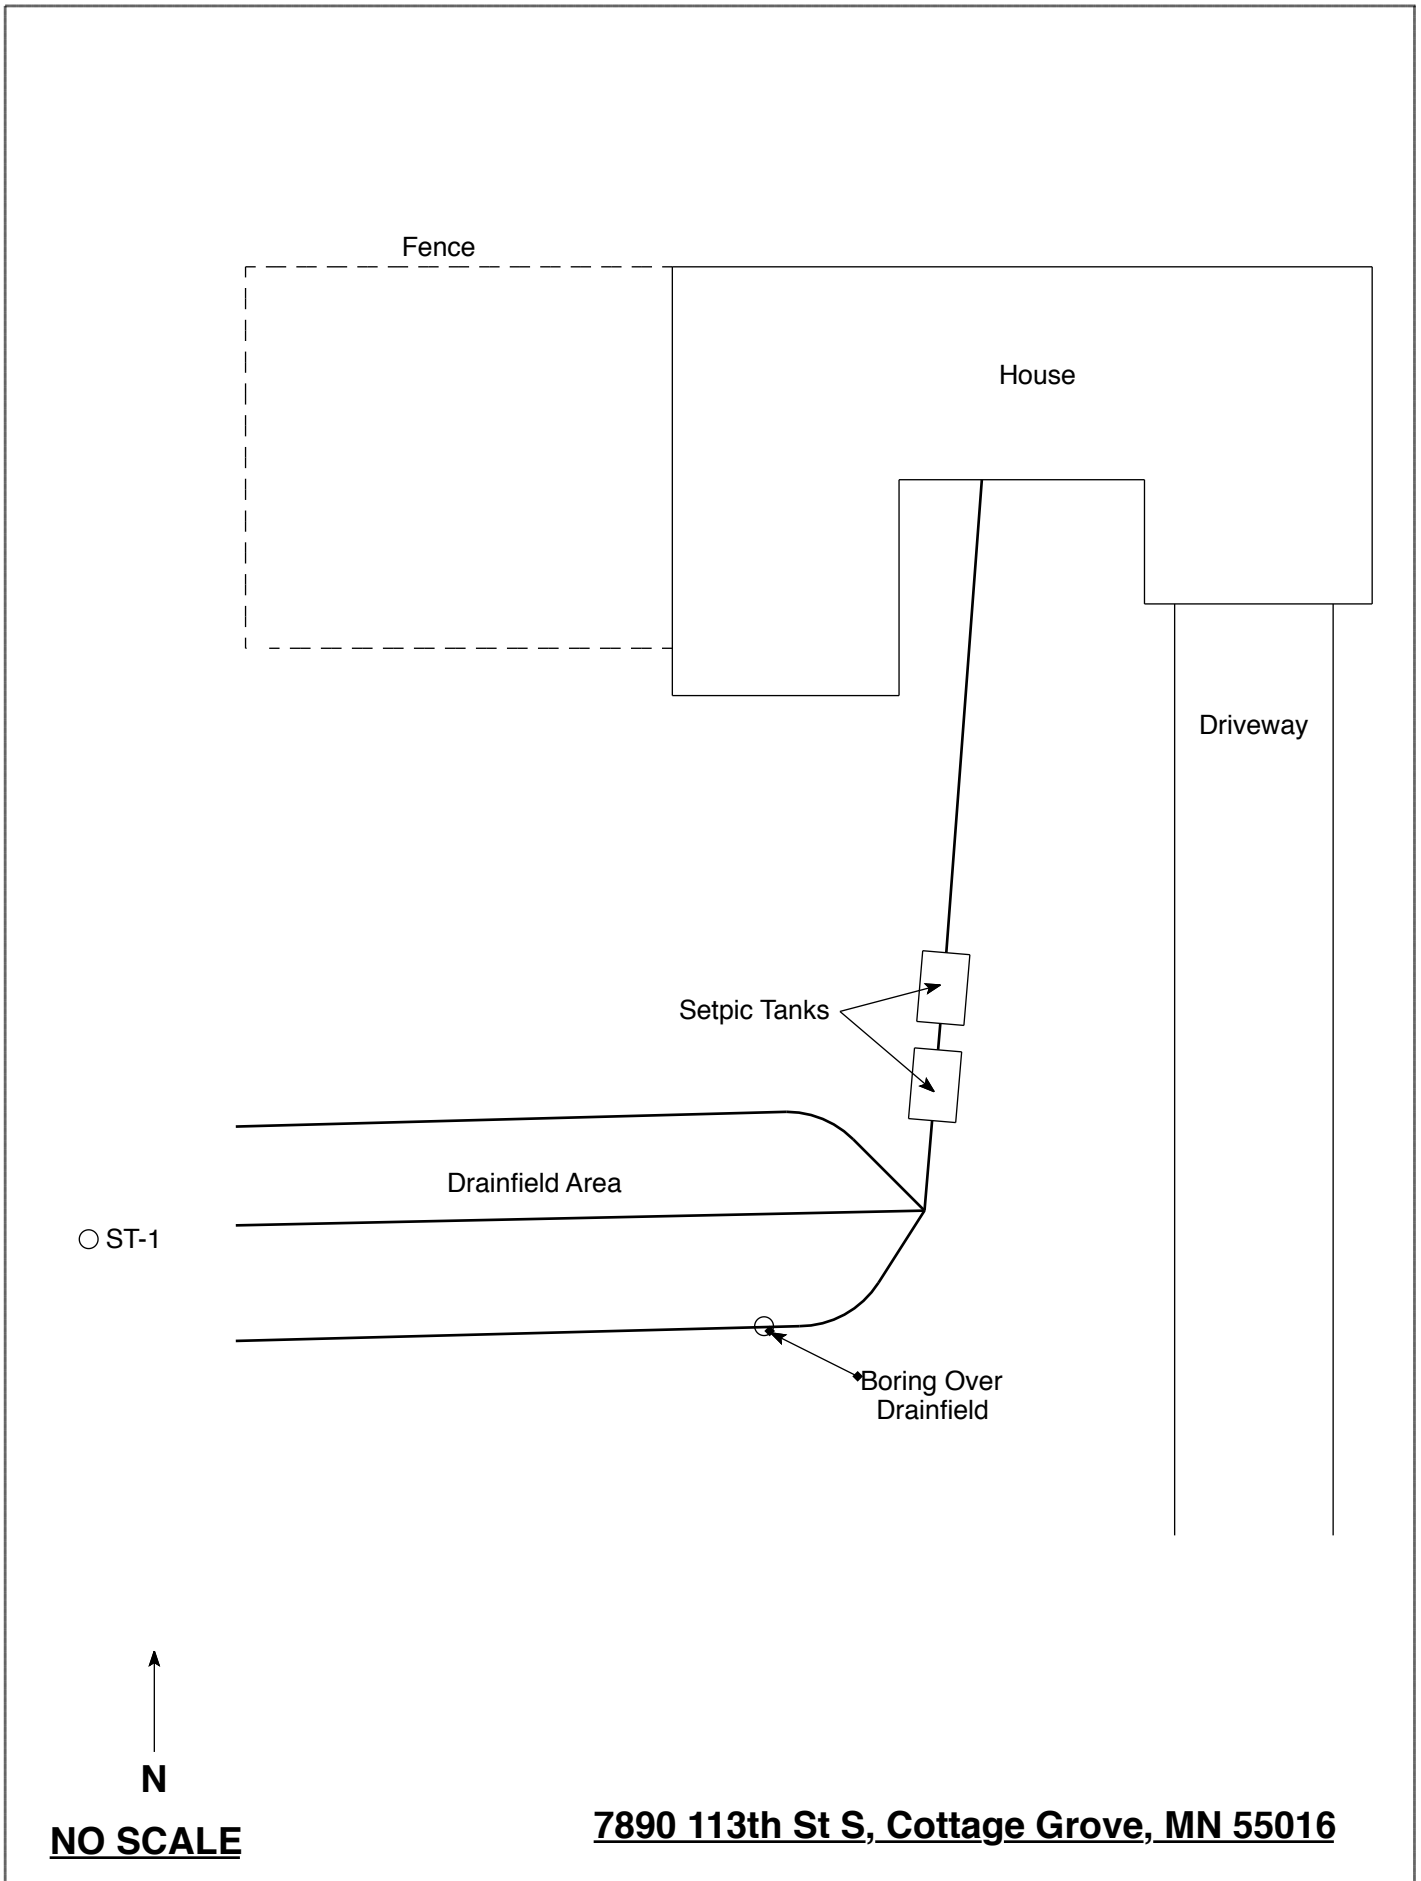 Fence
House
Driveway
Setpic Tanks
Drainfield Area
ST-1
Boring Over
Drainfield
N
NO SCALE
7890 113th St S, Cottage Grove, MN 55016